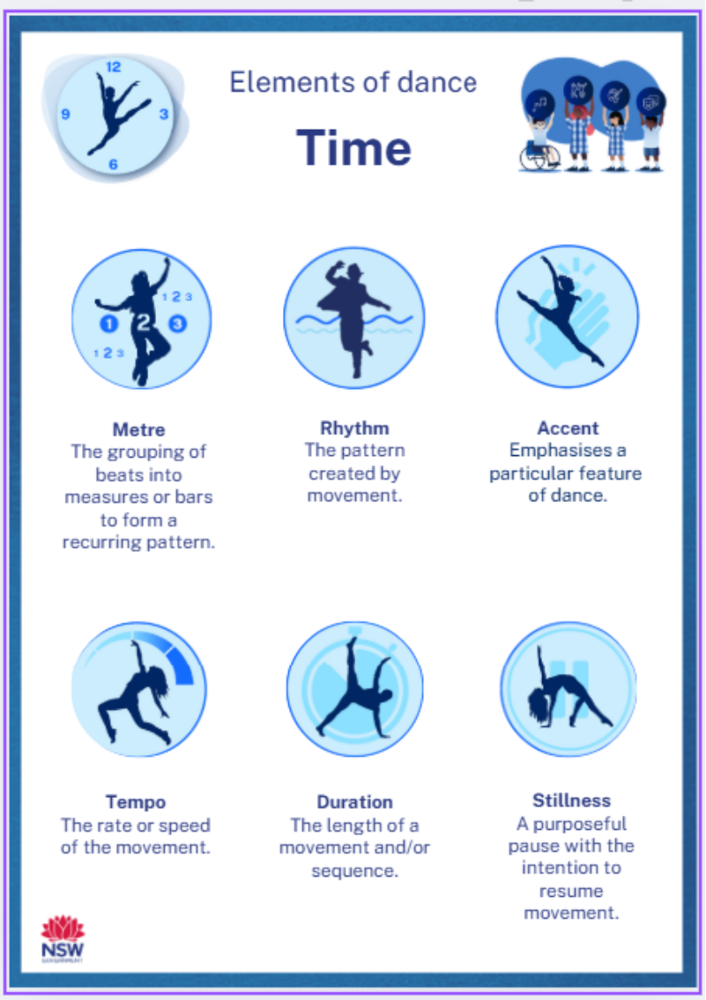 12
9
3
6
Elements of dance
Time
1 2 3
1 2 3
1 2 3
Metre
The grouping of
beats into
measures or bars
to form a
recurring pattern.
Rhythm
The pattern
created by
movement.
Accent
Emphasises a
particular feature
of dance.
Tempo
The rate or speed
of the movement.
Duration
The length of a
movement and/or
sequence.
Stillness
A purposeful
pause with the
intention to
resume
movement.
NSW
GOVERNMENT